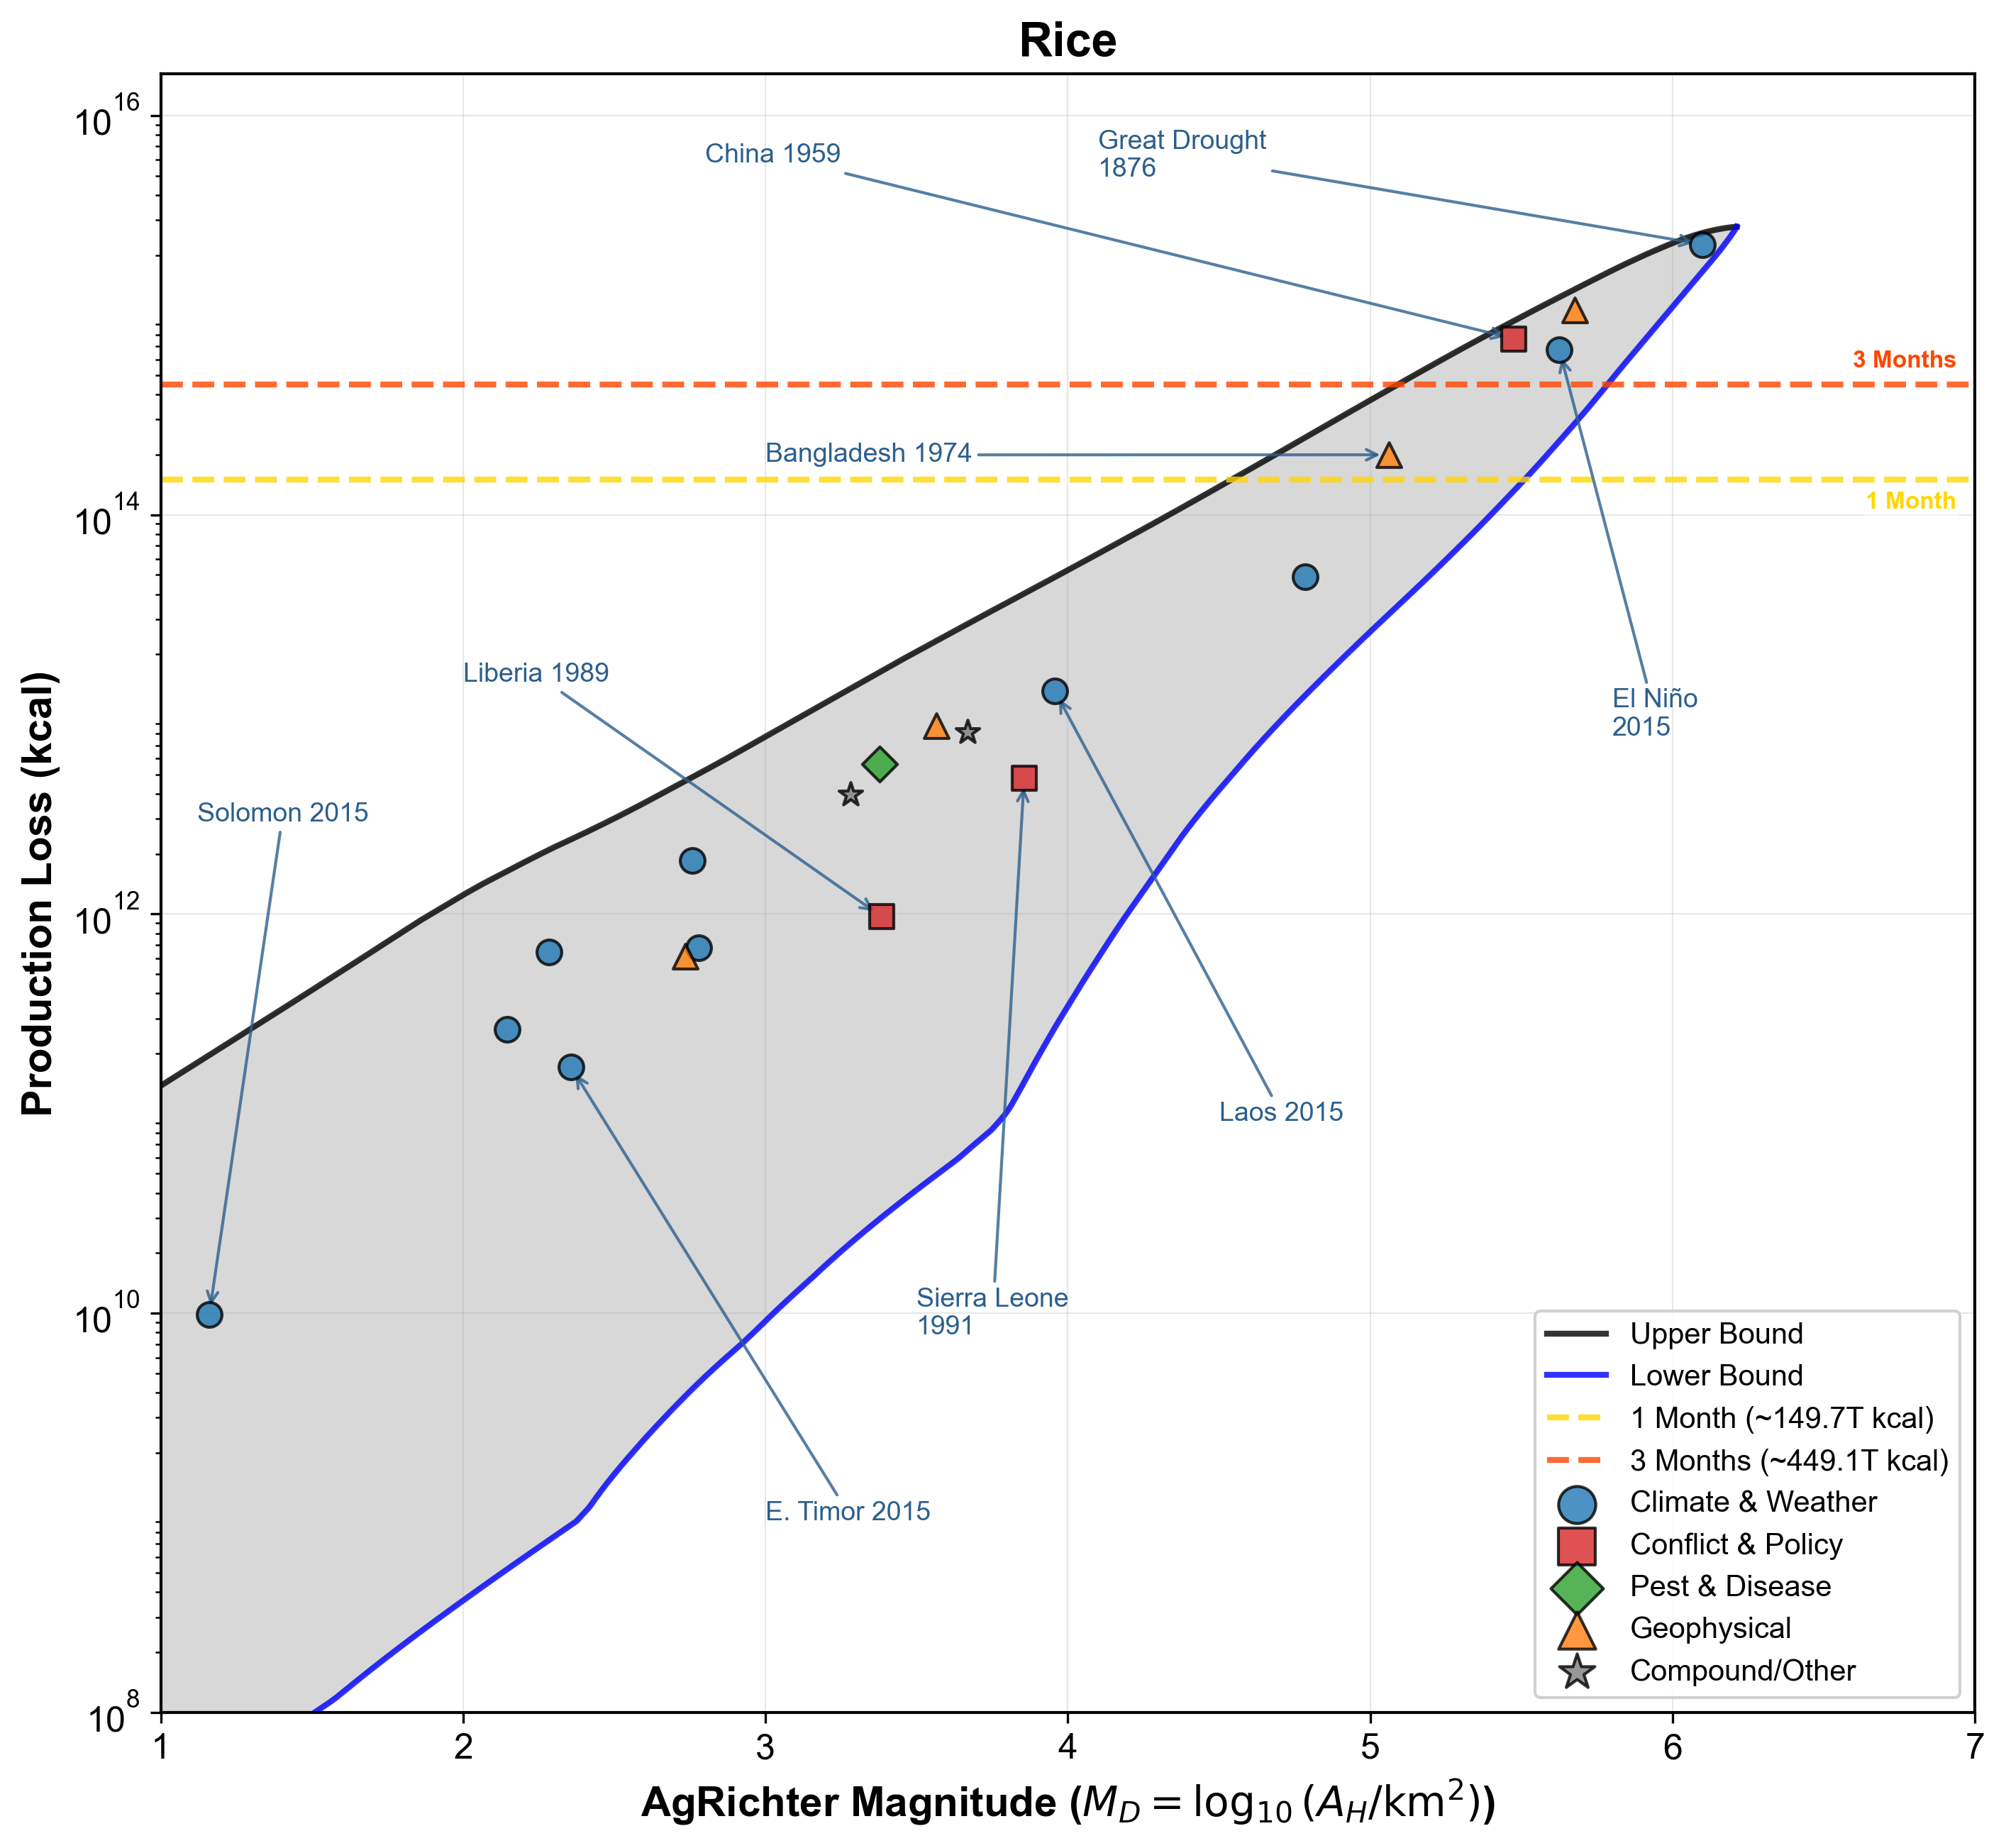 Rice
10^16
China 1959
Great Drought
1876
3 Months
Bangladesh 1974
1 Month
10^14
Liberia 1989
El Niño
2015
Solomon 2015
10^12
Laos 2015
Sierra Leone
1991
10^10
E. Timor 2015
10^8
Production Loss (kcal)
Upper Bound
Lower Bound
1 Month (~149.7T kcal)
3 Months (~449.1T kcal)
Climate & Weather
Conflict & Policy
Pest & Disease
Geophysical
Compound/Other
1 2 3 4 5 6 7
AgRichter Magnitude (M_D = log_10(A_H/km^2))